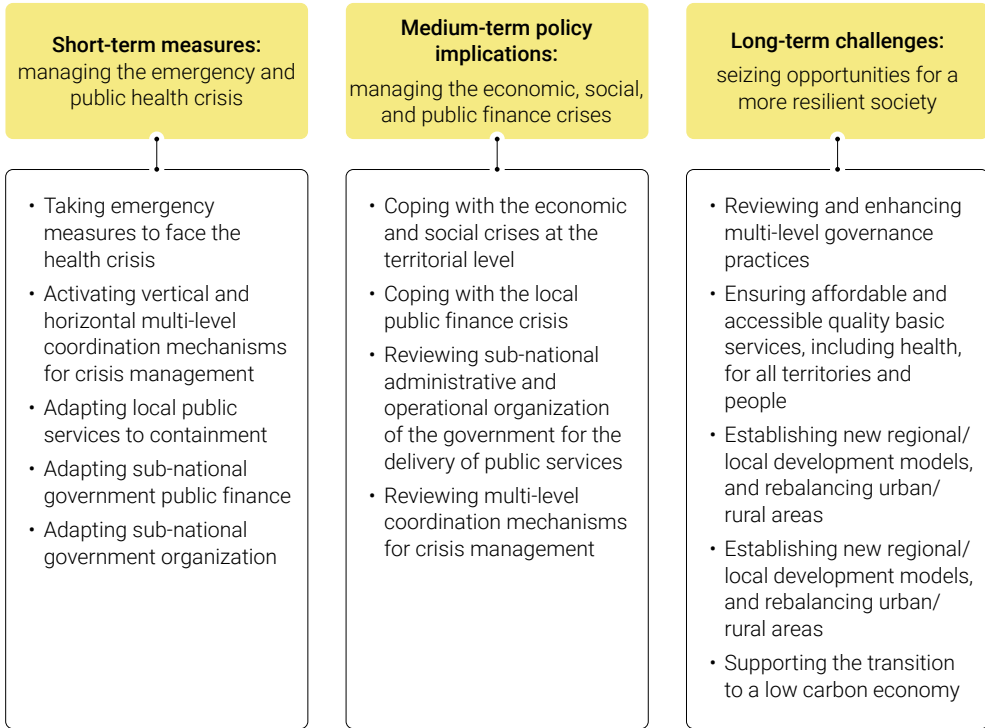 Short-term measures:
managing the emergency and
public health crisis
• Taking emergency
measures to face the
health crisis
• Activating vertical and
horizontal multi-level
coordination mechanisms
for crisis management
• Adapting local public
services to containment
• Adapting sub-national
government public finance
• Adapting sub-national
government organization
Medium-term policy
implications:
managing the economic, social,
and public finance crises
• Coping with the economic
and social crises at the
territorial level
• Coping with the local
public finance crisis
• Reviewing sub-national
administrative and
operational organization
of the government for the
delivery of public services
• Reviewing multi-level
coordination mechanisms
for crisis management
Long-term challenges:
seizing opportunities for a
more resilient society
• Reviewing and enhancing
multi-level governance
practices
• Ensuring affordable and
accessible quality basic
services, including health,
for all territories and
people
• Establishing new regional/
local development models,
and rebalancing urban/
rural areas
• Establishing new regional/
local development models,
and rebalancing urban/
rural areas
• Supporting the transition
to a low carbon economy